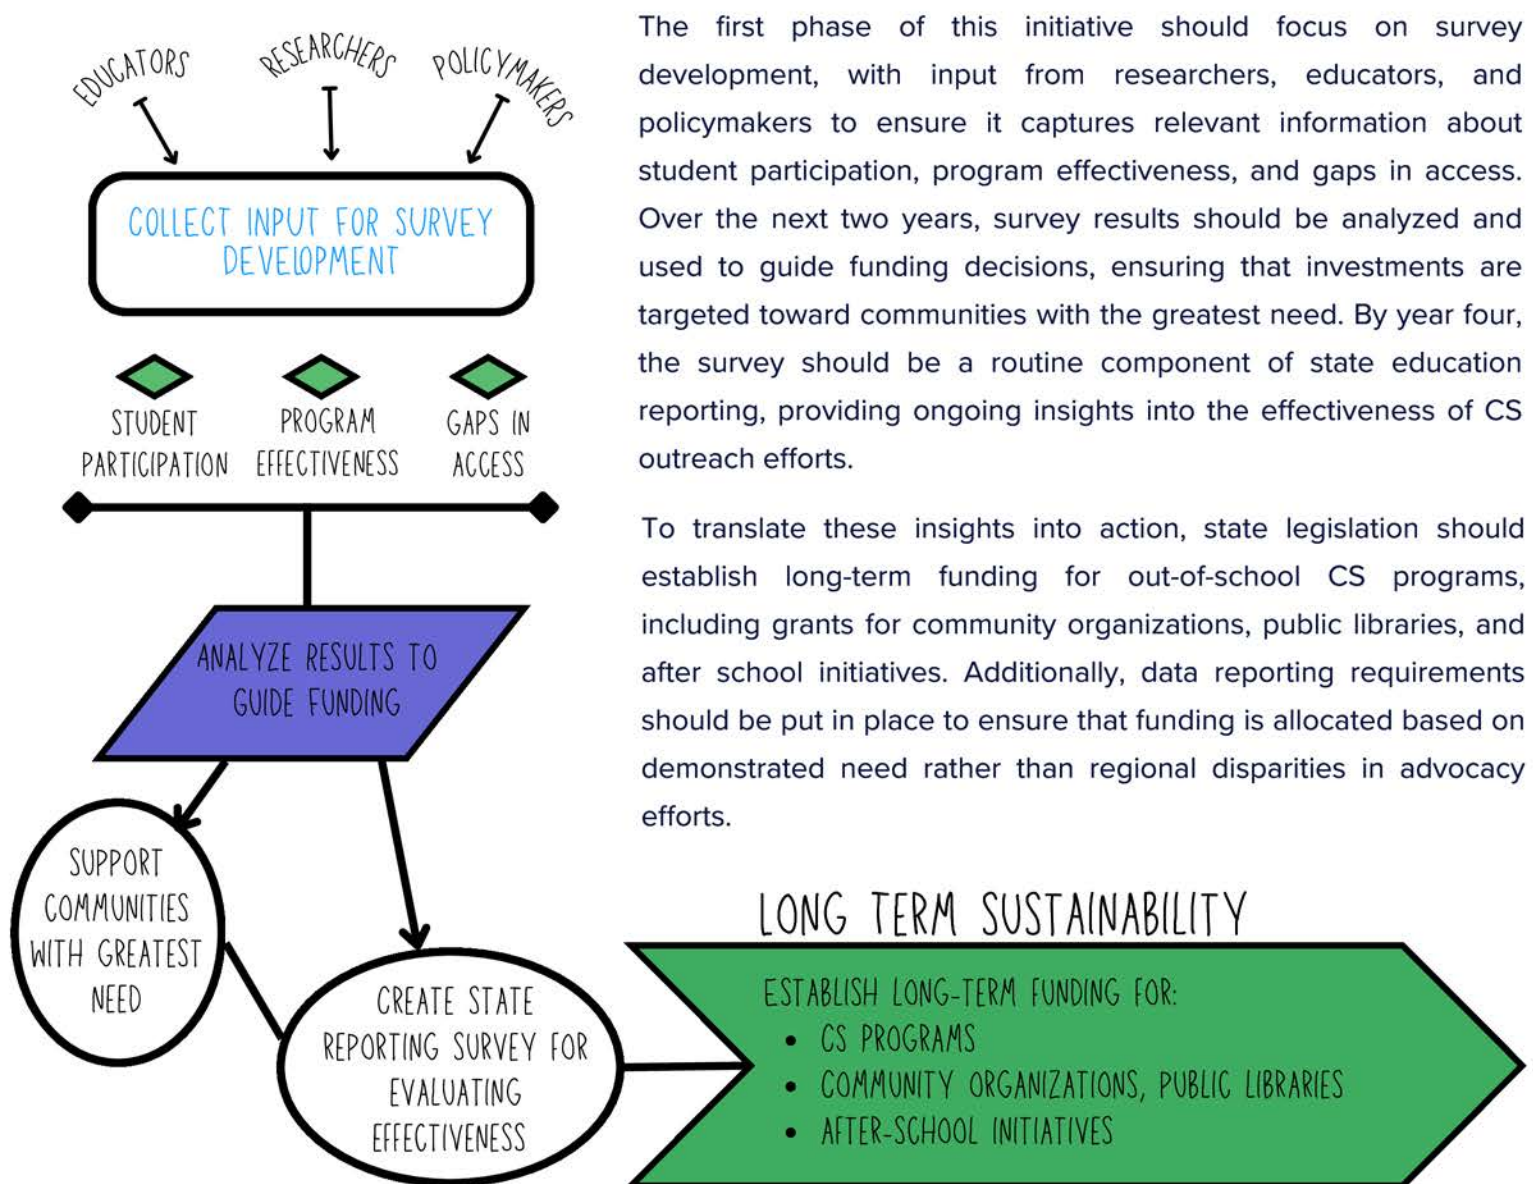 EDUCATORS
RESEARCHERS
POLICYMAKERS
COLLECT INPUT FOR SURVEY
DEVELOPMENT
STUDENT
PARTICIPATION
PROGRAM
EFFECTIVENESS
GAPS IN
ACCESS
ANALYZE RESULTS TO
GUIDE FUNDING
SUPPORT
COMMUNITIES
WITH GREATEST
NEED
CREATE STATE
REPORTING SURVEY FOR
EVALUATING
EFFECTIVENESS
The first phase of this initiative should focus on survey
development, with input from researchers, educators, and
policymakers to ensure it captures relevant information about
student participation, program effectiveness, and gaps in access.
Over the next two years, survey results should be analyzed and
used to guide funding decisions, ensuring that investments are
targeted toward communities with the greatest need. By year four,
the survey should be a routine component of state education
reporting, providing ongoing insights into the effectiveness of CS
outreach efforts.
To translate these insights into action, state legislation should
establish long-term funding for out-of-school CS programs,
including grants for community organizations, public libraries, and
after school initiatives. Additionally, data reporting requirements
should be put in place to ensure that funding is allocated based on
demonstrated need rather than regional disparities in advocacy
efforts.
LONG TERM SUSTAINABILITY
ESTABLISH LONG-TERM FUNDING FOR:
• CS PROGRAMS
• COMMUNITY ORGANIZATIONS, PUBLIC LIBRARIES
• AFTER-SCHOOL INITIATIVES